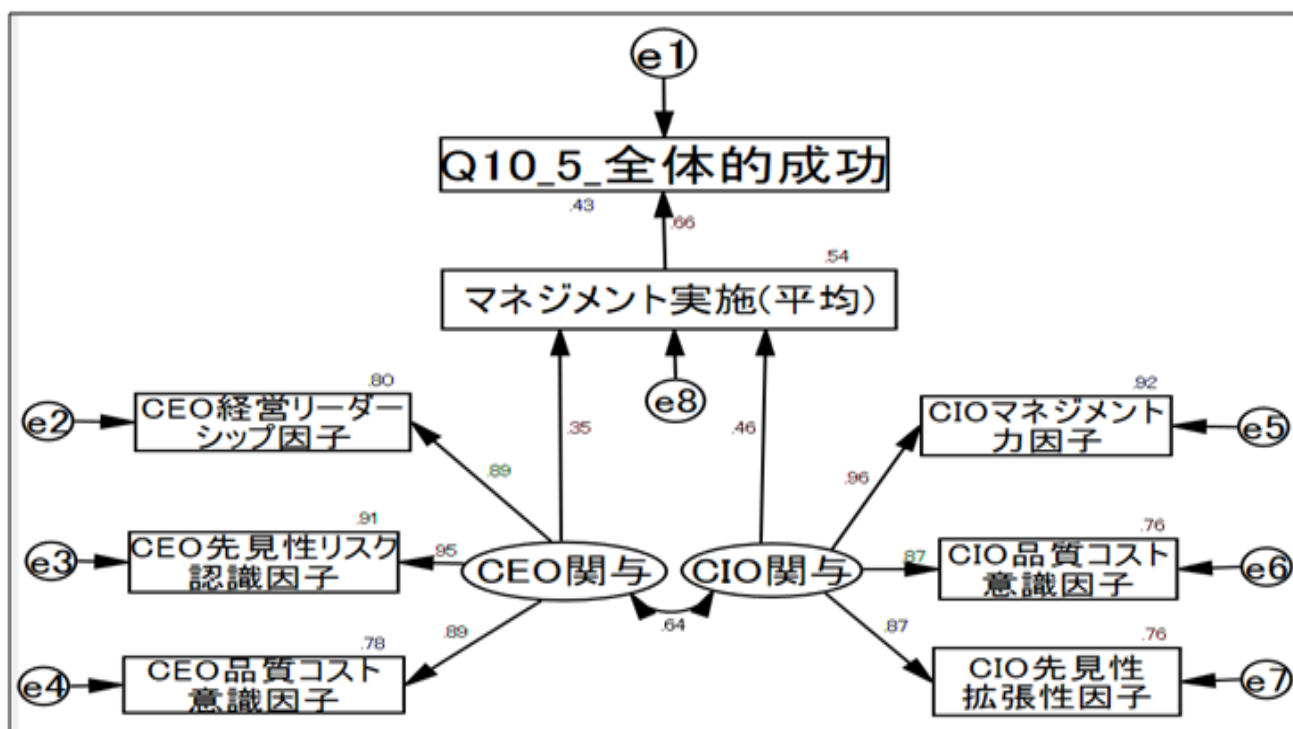 e1
Q10_5_全体的成功
.43
.66
.54
マネジメント実施(平均)
e8
.80
e2
CEO経営リーダー
シップ因子
.35
.46
.92
CIOマネジメント
力因子
e5
.89
.96
.91
e3
CEO先見性リスク
認識因子
.95
CEO関与
CIO関与
.87
.76
CIO品質コスト
意識因子
e6
.64
.89
.87
.78
e4
CEO品質コスト
意識因子
.76
CIO先見性
拡張性因子
e7